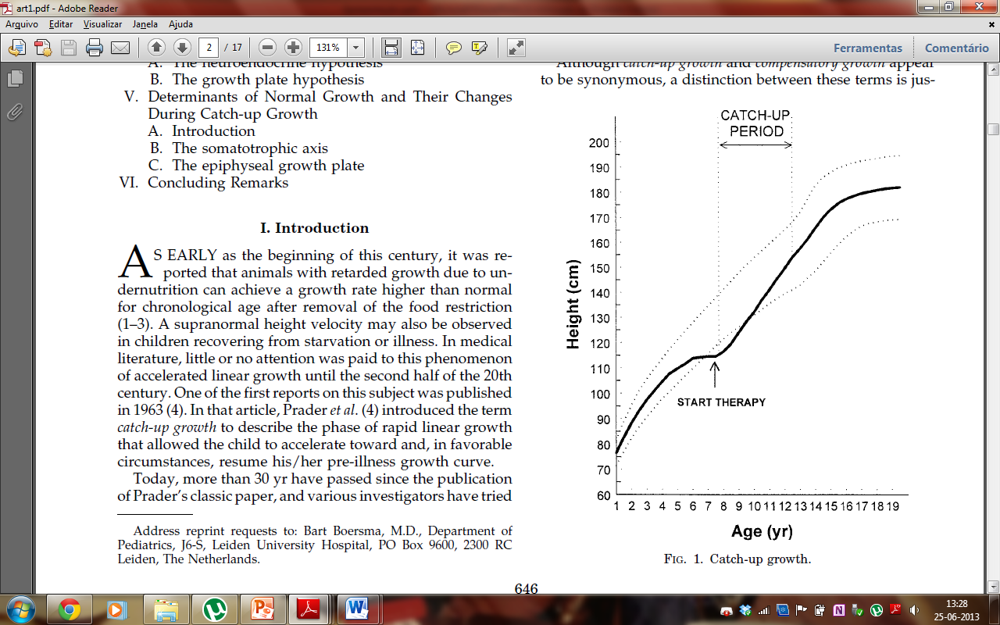 art1.pdf - Adobe Reader
Arquivo Editar Visualizar Janela Ajuda
2 / 17 131% Ferramentas Comentário
A. The neuroendocrine hypothesis
B. The growth plate hypothesis
V. Determinants of Normal Growth and Their Changes
During Catch-up Growth
A. Introduction
B. The somatotrophic axis
C. The epiphyseal growth plate
VI. Concluding Remarks
I. Introduction
AS EARLY as the beginning of this century, it was re-
ported that animals with retarded growth due to un-
dernutrition can achieve a growth rate higher than normal
for chronological age after removal of the food restriction
(1–3). A supranormal height velocity may also be observed
in children recovering from starvation or illness. In medical
literature, little or no attention was paid to this phenomenon
of accelerated linear growth until the second half of the 20th
century. One of the first reports on this subject was published
in 1963 (4). In that article, Prader et al. (4) introduced the term
catch-up growth to describe the phase of rapid linear growth
that allowed the child to accelerate toward and, in favorable
circumstances, resume his/her pre-illness growth curve.
Today, more than 30 yr have passed since the publication
of Prader's classic paper, and various investigators have tried
Address reprint requests to: Bart Boersma, M.D., Department of
Pediatrics, J6-S, Leiden University Hospital, PO Box 9600, 2300 RC
Leiden, The Netherlands.
Although catch-up growth and compensatory growth appear
to be synonymous, a distinction between these terms is jus-
CATCH-UP
PERIOD
200
190
180
170
160
150
140
130
120
110
100
90
80
70
60
Height (cm)
START THERAPY
1 2 3 4 5 6 7 8 9 10 11 12 13 14 15 16 17 18 19
Age (yr)
FIG. 1. Catch-up growth.
646
13:28
25-06-2013